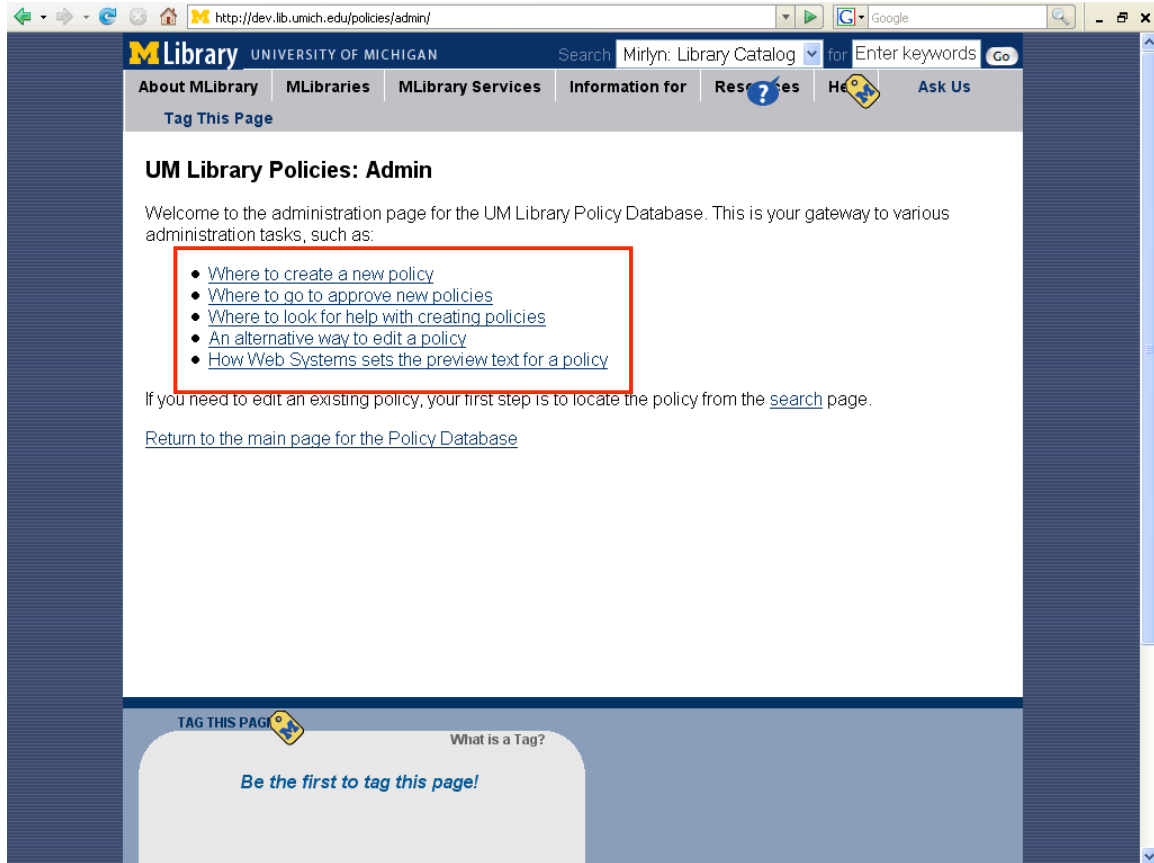 http://dev.lib.umich.edu/policies/admin/
G Google
MLibrary UNIVERSITY OF MICHIGAN Search Mirlyn: Library Catalog for Enter keywords Go
About MLibrary MLibraries MLibrary Services Information for Ask Us
Tag This Page
UM Library Policies: Admin
Welcome to the administration page for the UM Library Policy Database. This is your gateway to various
administration tasks, such as:
• Where to create a new policy
• Where to go to approve new policies
• Where to look for help with creating policies
• An alternative way to edit a policy
• How Web Systems sets the preview text for a policy
If you need to edit an existing policy, your first step is to locate the policy from the search page.
Return to the main page for the Policy Database
TAG THIS PAGE
What is a Tag?
Be the first to tag this page!